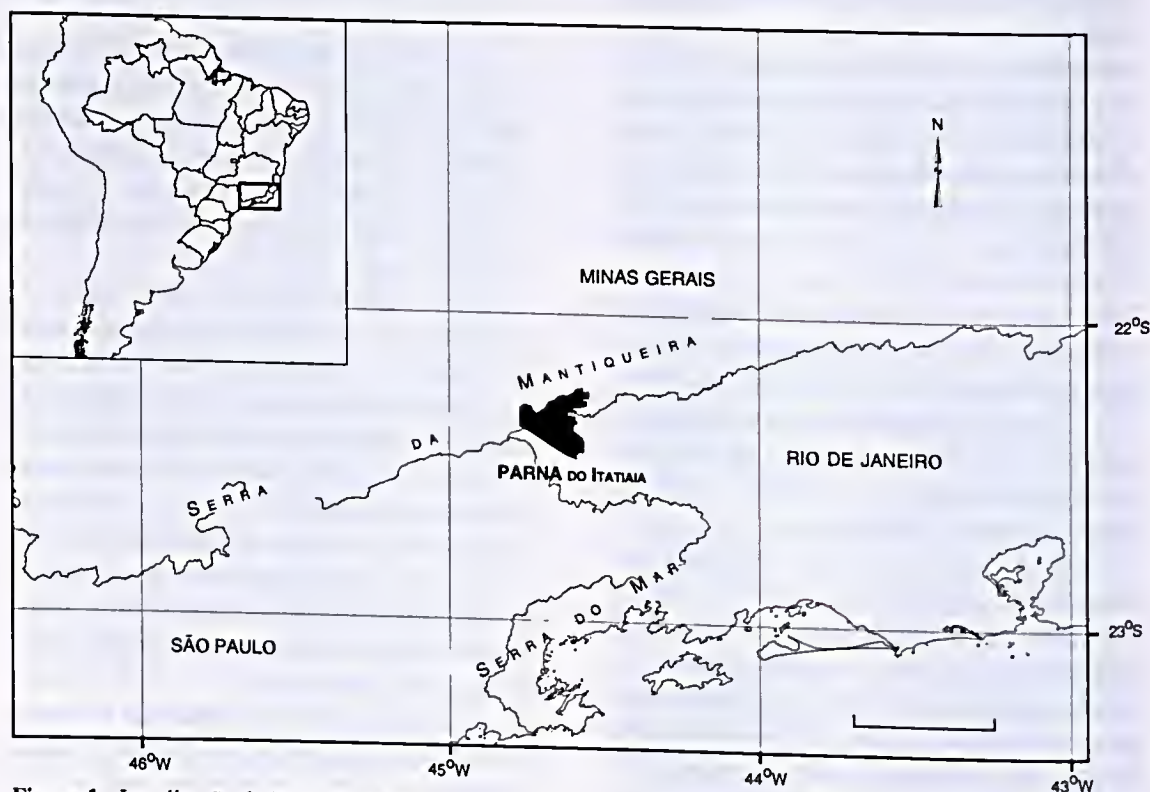 N
MINAS GERAIS
22°S
SERRA DA MANTIQUEIRA
PARNA DO ITATIAIA
RIO DE JANEIRO
SERRA DO MAR
23°S
SÃO PAULO
46°W
45°W
44°W
43°W